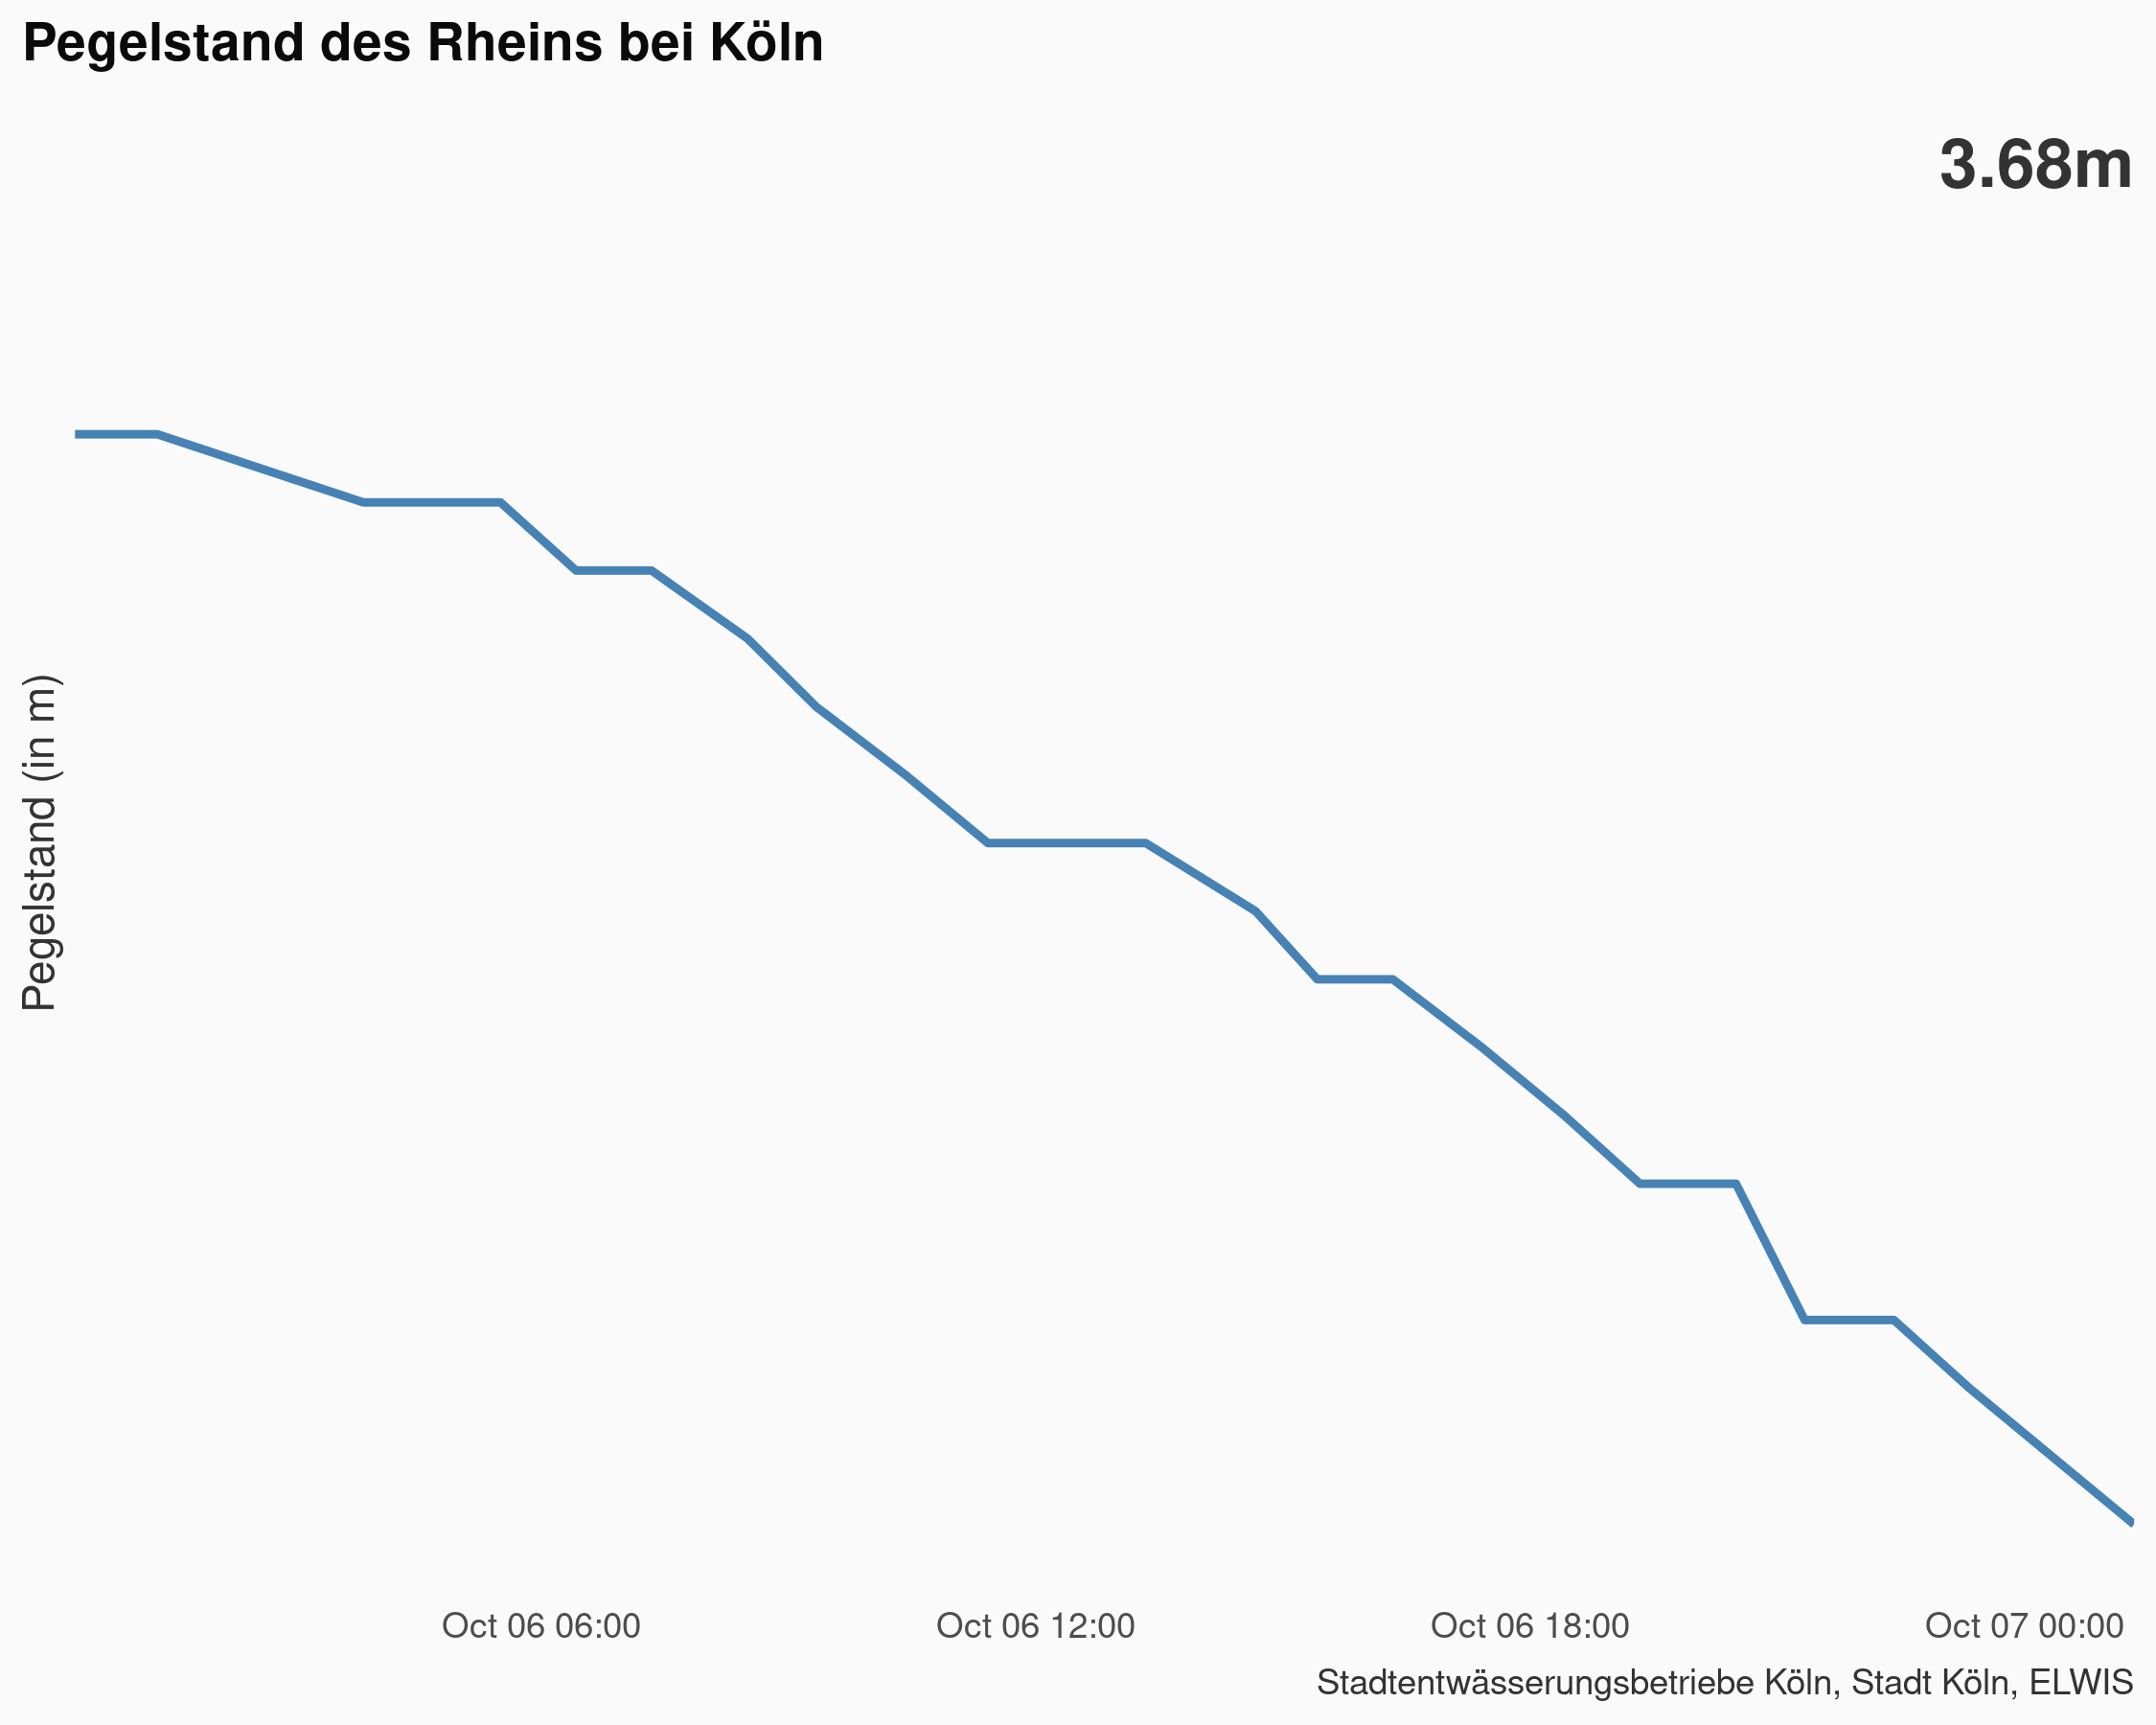 Pegelstand des Rheins bei Köln
3.68m
Pegelstand (in m)
Oct 06 06:00 Oct 06 12:00 Oct 06 18:00 Oct 07 00:00
Stadtentwässerungsbetriebe Köln, Stadt Köln, ELWIS